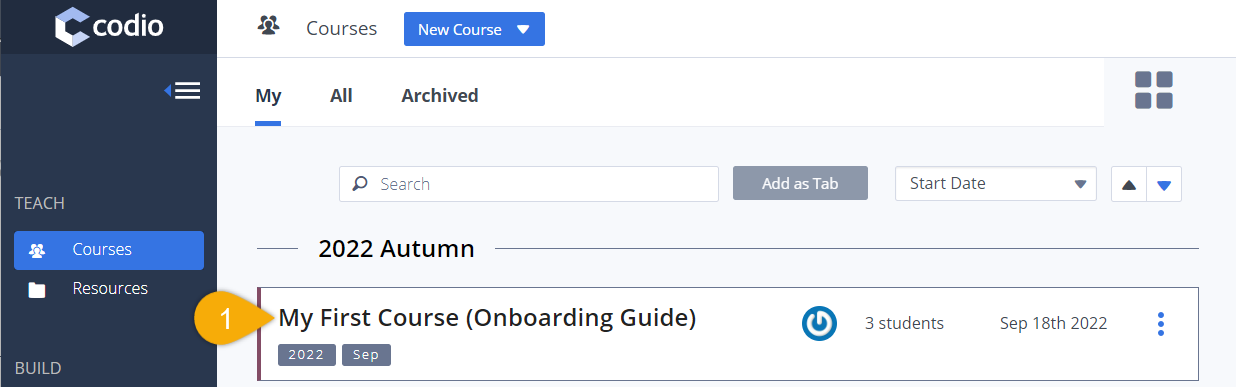 codio
Courses
New Course
My
All
Archived
Search
Add as Tab
Start Date
TEACH
Courses
Resources
BUILD
2022 Autumn
1
My First Course (Onboarding Guide)
3 students
Sep 18th 2022
2022
Sep